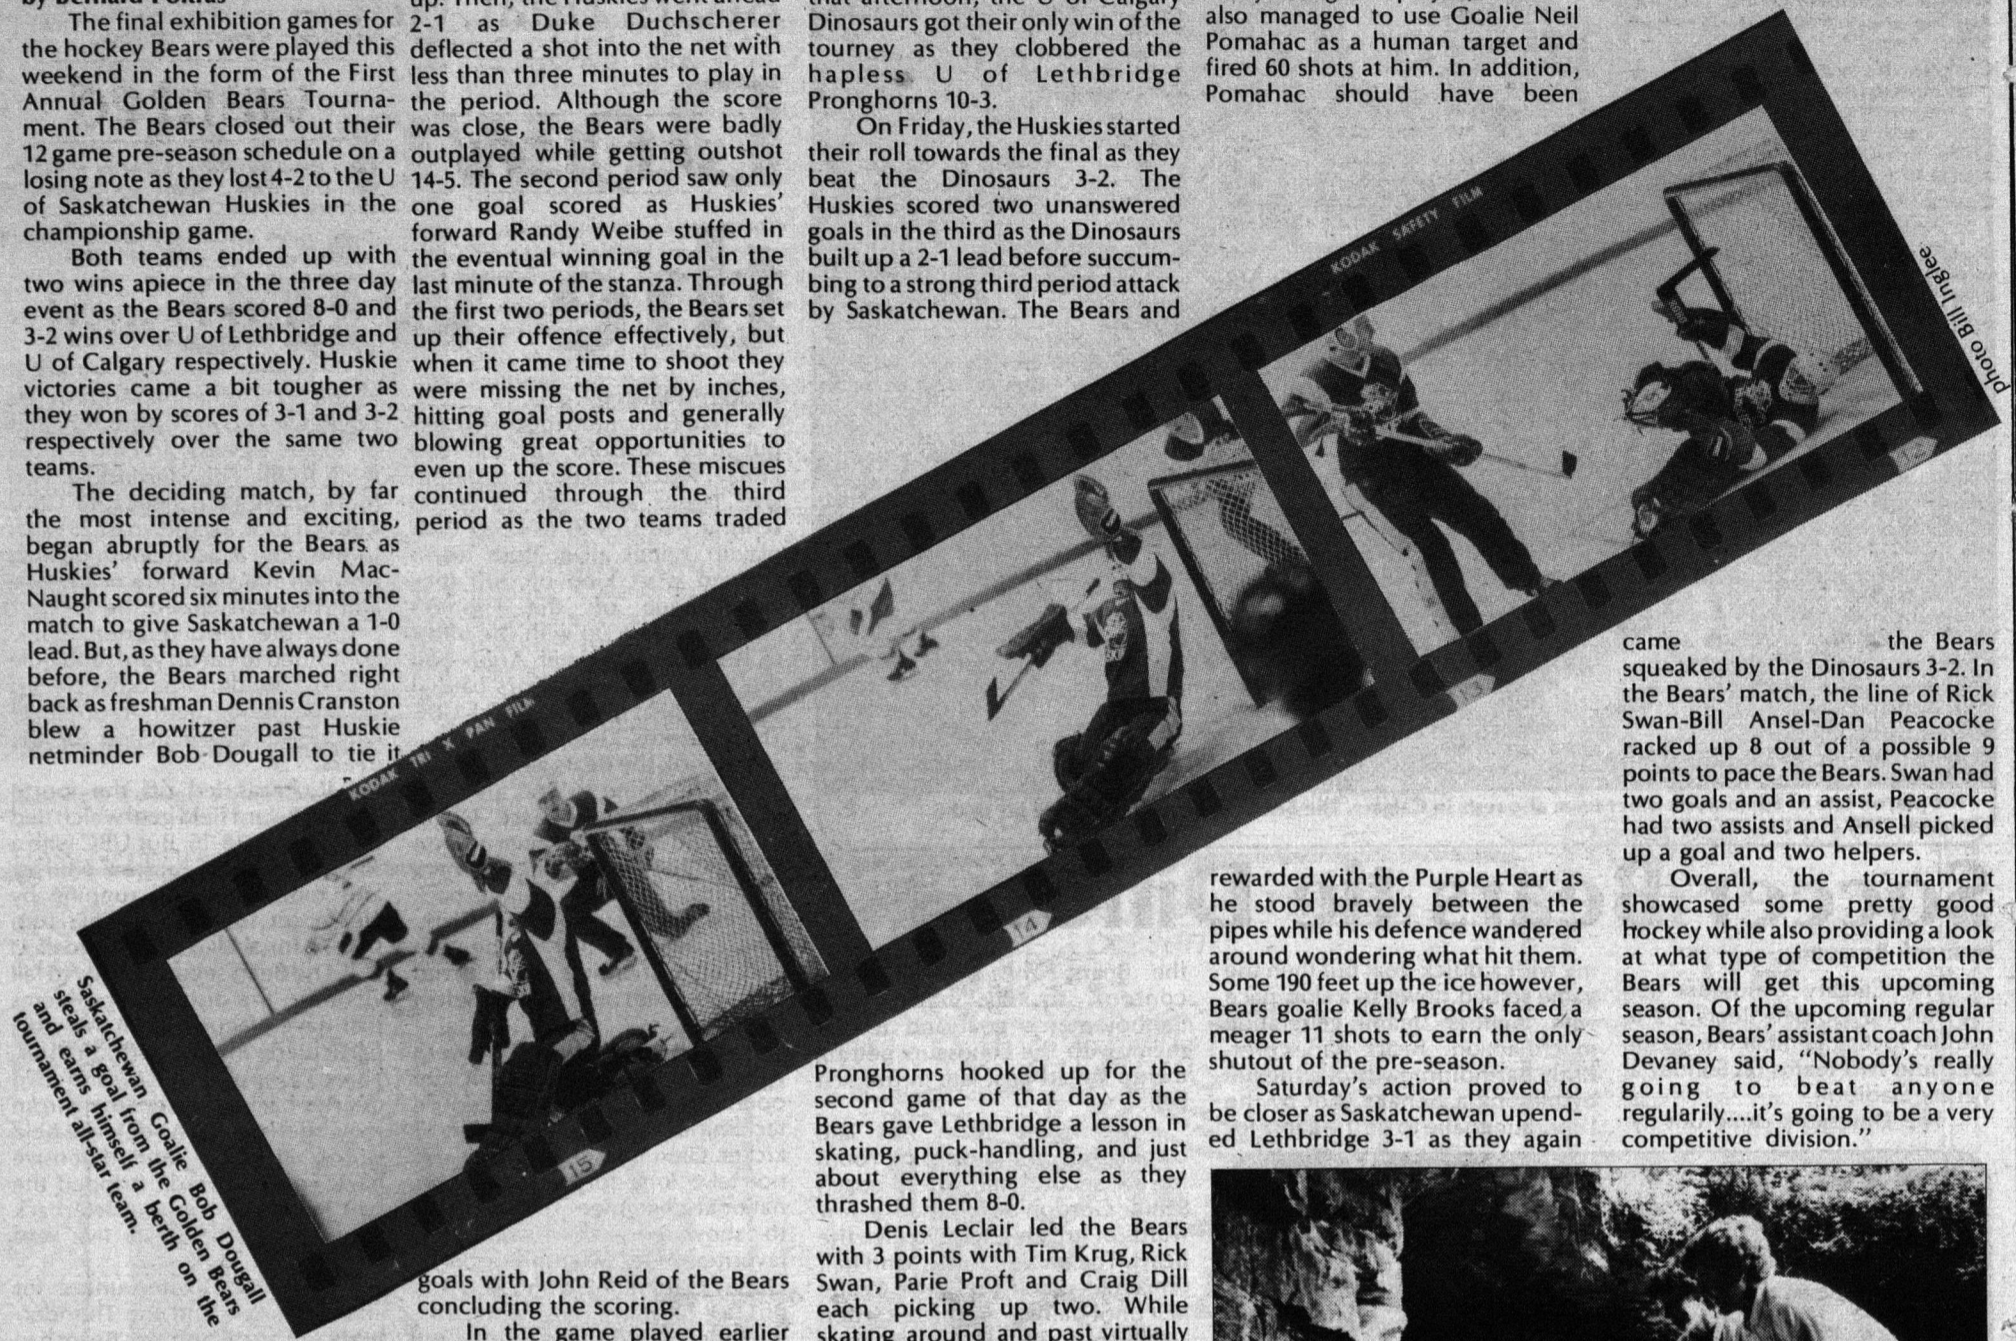 The final exhibition games for
the hockey Bears were played this
weekend in the form of the First
Annual Golden Bears Tourna-
ment. The Bears closed out their
12 game pre-season schedule on a
losing note as they lost 4-2 to the U
of Saskatchewan Huskies in the
championship game.
Both teams ended up with
two wins apiece in the three day
event as the Bears scored 8-0 and
3-2 wins over U of Lethbridge and
U of Calgary respectively. Huskie
victories came a bit tougher as
they won by scores of 3-1 and 3-2
respectively over the same two
teams.
The deciding match, by far
the most intense and exciting,
began abruptly for the Bears as
Huskies' forward Kevin Mac-
Naught scored six minutes into the
match to give Saskatchewan a 1-0
lead. But, as they have always done
before, the Bears marched right
back as freshman Dennis Cranston
blew a howitzer past Huskie
netminder Bob Dougall to tie it
2-1 as Duke Duchscherer
deflected a shot into the net with
less than three minutes to play in
the period. Although the score
was close, the Bears were badly
outplayed while getting outshot
14-5. The second period saw only
one goal scored as Huskies'
forward Randy Weibe stuffed in
the eventual winning goal in the
last minute of the stanza. Through
the first two periods, the Bears set
up their offence effectively, but
when it came time to shoot they
were missing the net by inches,
hitting goal posts and generally
blowing great opportunities to
even up the score. These miscues
continued through the third
period as the two teams traded
goals with John Reid of the Bears
concluding the scoring.
In the game played earlier
that afternoon, the U of Calgary
Dinosaurs got their only win of the
tourney as they clobbered the
hapless U of Lethbridge
Pronghorns 10-3.
On Friday, the Huskies started
their roll towards the final as they
beat the Dinosaurs 3-2. The
Huskies scored two unanswered
goals in the third as the Dinosaurs
built up a 2-1 lead before succum-
bing to a strong third period attack
by Saskatchewan. The Bears and
Pronghorns hooked up for the
second game of that day as the
Bears gave Lethbridge a lesson in
skating, puck-handling, and just
about everything else as they
thrashed them 8-0.
Denis Leclair led the Bears
with 3 points with Tim Krug, Rick
Swan, Parie Proft and Craig Dill
each picking up two. While
skating around and past virtually
also managed to use Goalie Neil
Pomahac as a human target and
fired 60 shots at him. In addition,
Pomahac should have been
rewarded with the Purple Heart as
he stood bravely between the
pipes while his defence wandered
around wondering what hit them.
Some 190 feet up the ice however,
Bears goalie Kelly Brooks faced a
meager 11 shots to earn the only
shutout of the pre-season.
Saturday's action proved to
be closer as Saskatchewan upend-
ed Lethbridge 3-1 as they again
came the Bears
squeaked by the Dinosaurs 3-2. In
the Bears' match, the line of Rick
Swan-Bill Ansel-Dan Peacocke
racked up 8 out of a possible 9
points to pace the Bears. Swan had
two goals and an assist, Peacocke
had two assists and Ansell picked
up a goal and two helpers.
Overall, the tournament
showcased some pretty good
hockey while also providing a look
at what type of competition the
Bears will get this upcoming
season. Of the upcoming regular
season, Bears' assistant coach John
Devaney said, "Nobody's really
going to beat anyone
regularily....it's going to be a very
competitive division."
KODAK TRI X PAN FILM
KODAK SAFETY FILM
15
14
13
12
photo Bill Inglee
Saskatchewan Goalie Bob Dougall
steals a goal from the Golden Bears
and earns himself a berth on the
tournament all-star team.